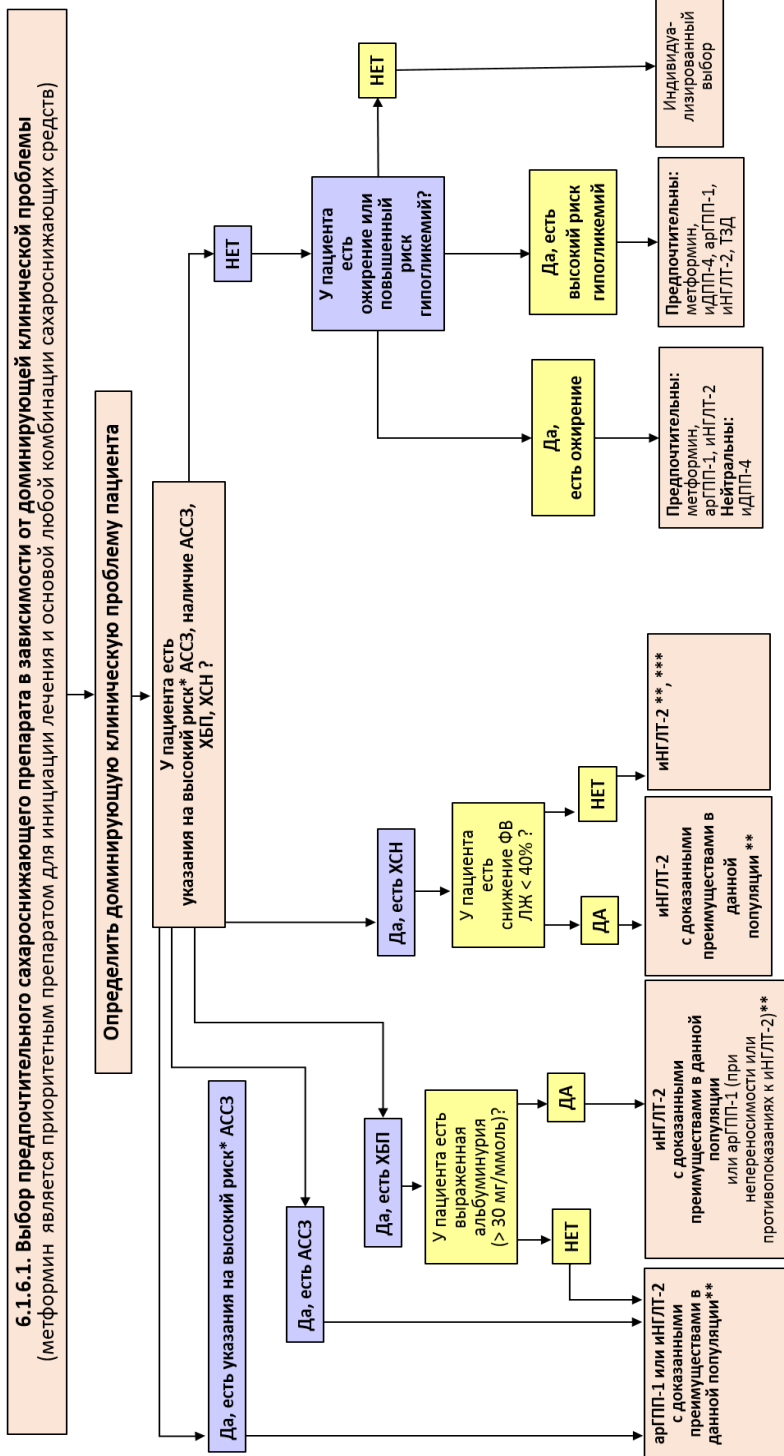 6.1.6.1. Выбор предпочтительного сахароснижающего препарата в зависимости от доминирующей клинической проблемы
(метформин является приоритетным препаратом для инициации лечения и основой любой комбинации сахароснижающих средств)
Определить доминирующую клиническую проблему пациента
У пациента есть
указания на высокий риск* АССЗ, наличие АССЗ,
ХБП, ХСН ?
Да, есть указания на высокий риск* АССЗ
Да, есть АССЗ
Да, есть ХБП
Да, есть ХСН
НЕТ
У пациента есть
выраженная
альбуминурия
(> 30 мг/ммоль)?
НЕТ
ДА
У пациента
есть
снижение ФВ
ЛЖ < 40% ?
ДА
НЕТ
У пациента
есть
ожирение или
повышенный
риск
гипогликемий?
НЕТ
Да,
есть ожирение
Да, есть
высокий риск
гипогликемий
арГПП-1 или иНГЛТ-2
с доказанными
преимуществами в
данной популяции**
иНГЛТ-2
с доказанными
преимуществами в данной
популяции
или арГПП-1 (при
непереносимости или
противопоказаниях к иНГЛТ-2)**
иНГЛТ-2
с доказанными
преимуществами в
данной
популяции **
иНГЛТ-2 **, ***
Предпочтительны:
метформин,
арГПП-1, иНГЛТ-2
Нейтральны:
иДПП-4
Предпочтительны:
метформин,
иДПП-4, арГПП-1,
иНГЛТ-2, ТЗД
Индивидуа-
лизированный
выбор